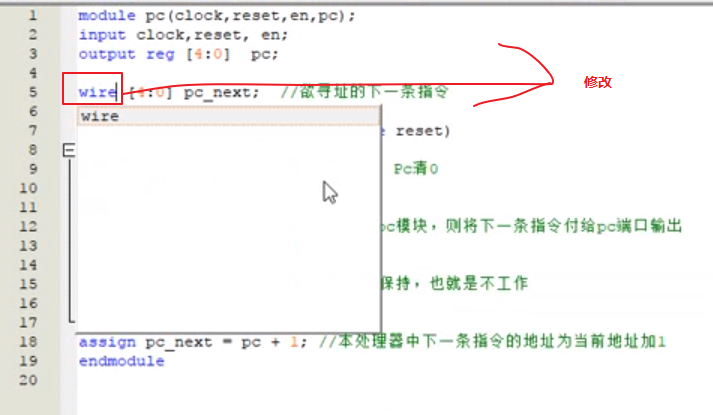 1 module pc(clock,reset,en,pc);
2 input clock,reset, en;
3 output reg [4:0]  pc;
4
5 wire [4:0] pc_next;  //欲寻址的下一条指令
修改
6 wire
7 reset)
8
9 Pc清0
10
11
12 pc模块，则将下一条指令付给pc端口输出
13
14
15 保持，也就是不工作
16
17
18 assign pc_next = pc + 1; //本处理器中下一条指令的地址为当前地址加1
19 endmodule
20